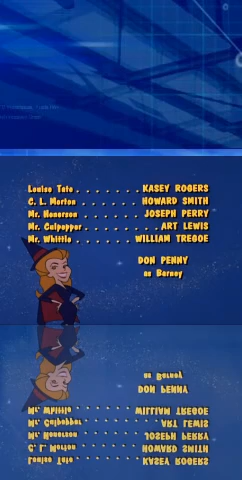 Louise Tate . . . . . . . KASEY ROGERS
C. L. Morton . . . . . . HOWARD SMITH
Mr. Henerson . . . . . . JOSEPH PERRY
Mr. Culpepper . . . . . . . . ART LEWIS
Mr. Whittle . . . . . . WILLIAM TREGOE
DON PENNY
as Barney